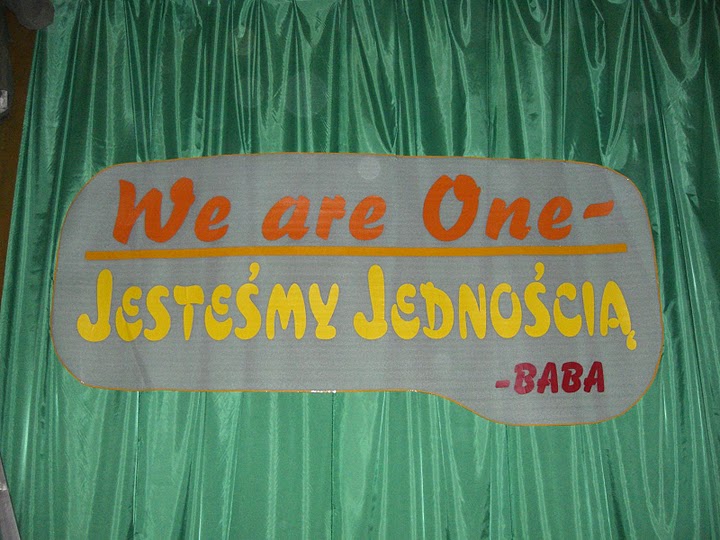 We are One-
JESTEŚMY JEDNOŚCIĄ
-BABA